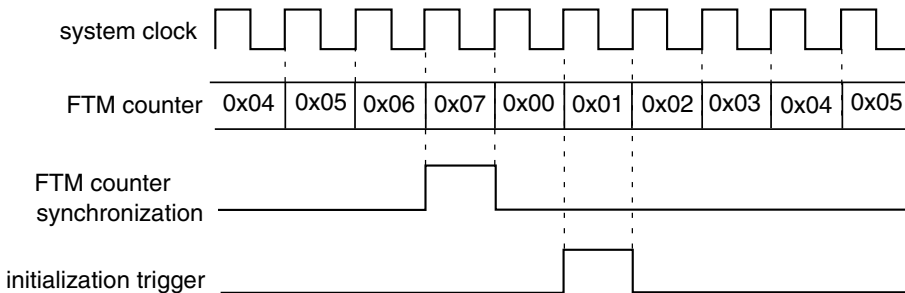 system clock
FTM counter 0x04 0x05 0x06 0x07 0x00 0x01 0x02 0x03 0x04 0x05
FTM counter
synchronization
initialization trigger